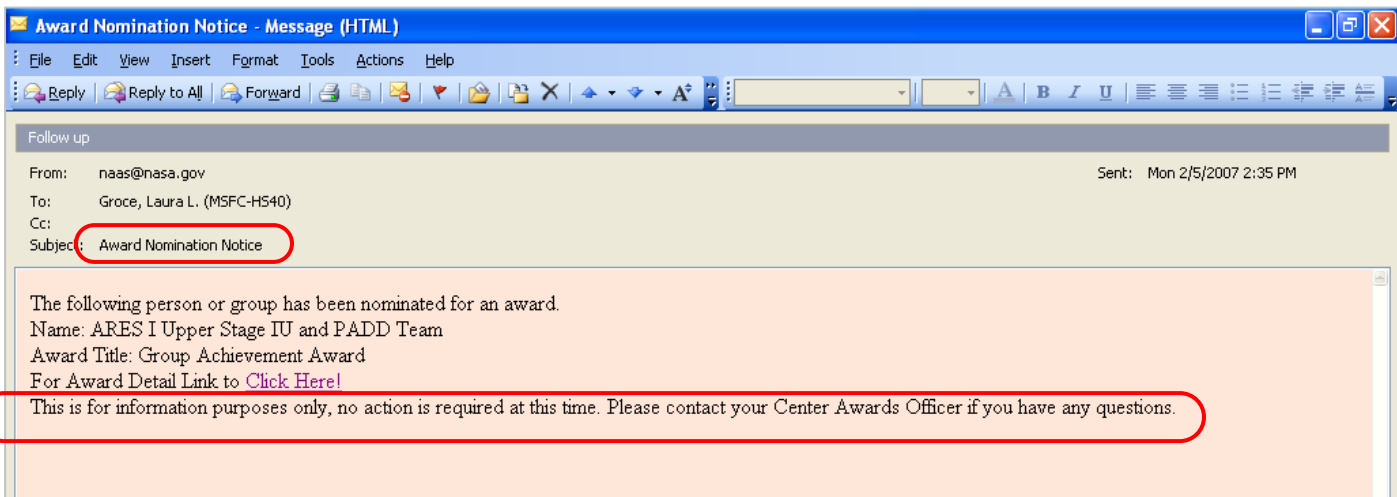 Award Nomination Notice - Message (HTML)
File Edit View Insert Format Tools Actions Help
Reply Reply to All Forward A B I U
Follow up
From: naas@nasa.gov Sent: Mon 2/5/2007 2:35 PM
To: Groce, Laura L. (MSFC-HS40)
Cc:
Subject: Award Nomination Notice
The following person or group has been nominated for an award.
Name: ARES I Upper Stage IU and PADD Team
Award Title: Group Achievement Award
For Award Detail Link to Click Here!
This is for information purposes only, no action is required at this time. Please contact your Center Awards Officer if you have any questions.